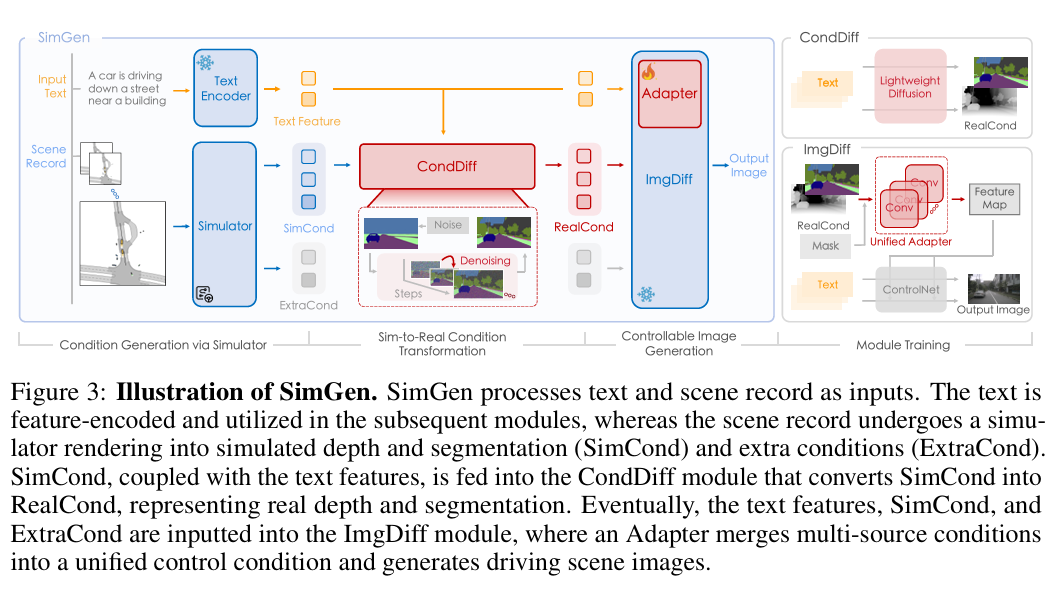 SimGen
Input
Text
A car is driving
down a street
near a building
Text
Encoder
Text Feature
Adapter
Scene
Record
Simulator
SimCond
ExtraCond
CondDiff
Noise
Denoising
Steps
RealCond
ImgDiff
Output
Image
CondDiff
Text
Lightweight
Diffusion
RealCond
ImgDiff
RealCond
Mask
Conv
Conv
Conv
Unified Adapter
Feature
Map
Text
ControlNet
Output Image
Condition Generation via Simulator
Sim-to-Real Condition
Transformation
Controllable Image
Generation
Module Training
Figure 3: Illustration of SimGen. SimGen processes text and scene record as inputs. The text is
feature-encoded and utilized in the subsequent modules, whereas the scene record undergoes a simu-
lator rendering into simulated depth and segmentation (SimCond) and extra conditions (ExtraCond).
SimCond, coupled with the text features, is fed into the CondDiff module that converts SimCond into
RealCond, representing real depth and segmentation. Eventually, the text features, SimCond, and
ExtraCond are inputted into the ImgDiff module, where an Adapter merges multi-source conditions
into a unified control condition and generates driving scene images.